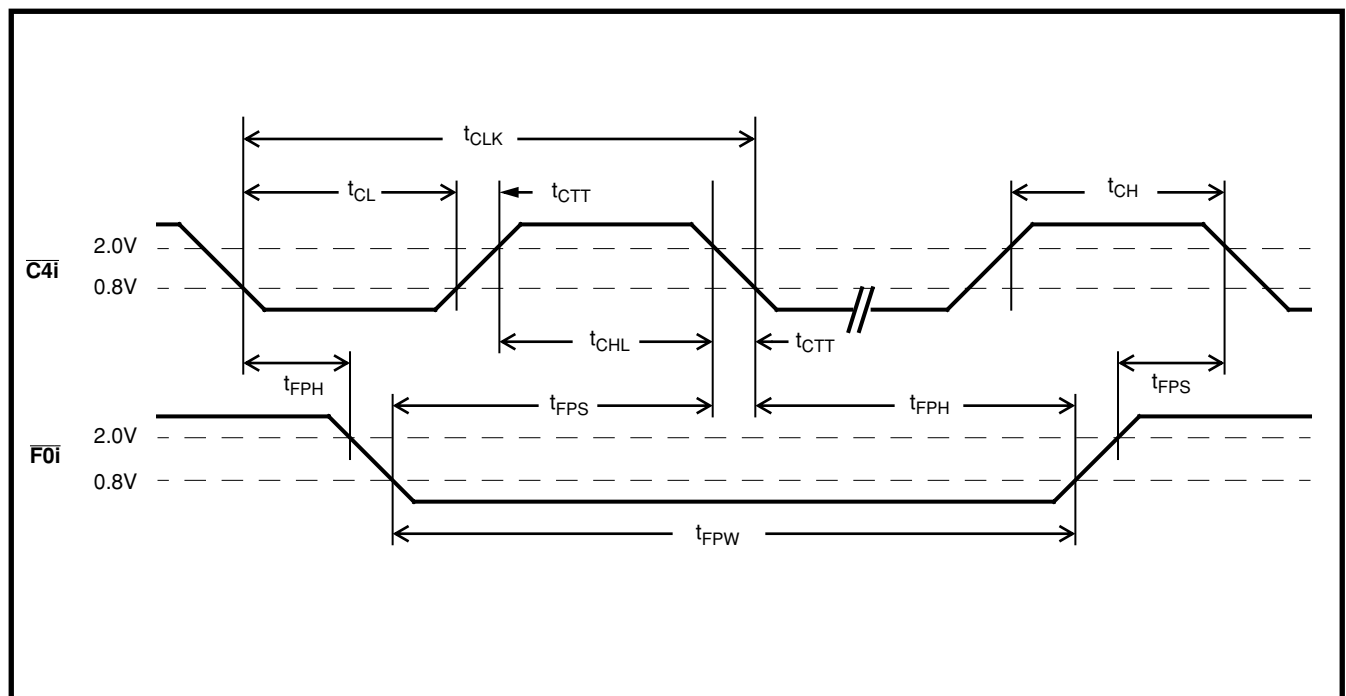 tCLK
tCL tCTT tCH
2.0V
C4i
0.8V
tCHL tCTT
tFPH tFPS
tFPS tFPH
2.0V
F0i
0.8V
tFPW